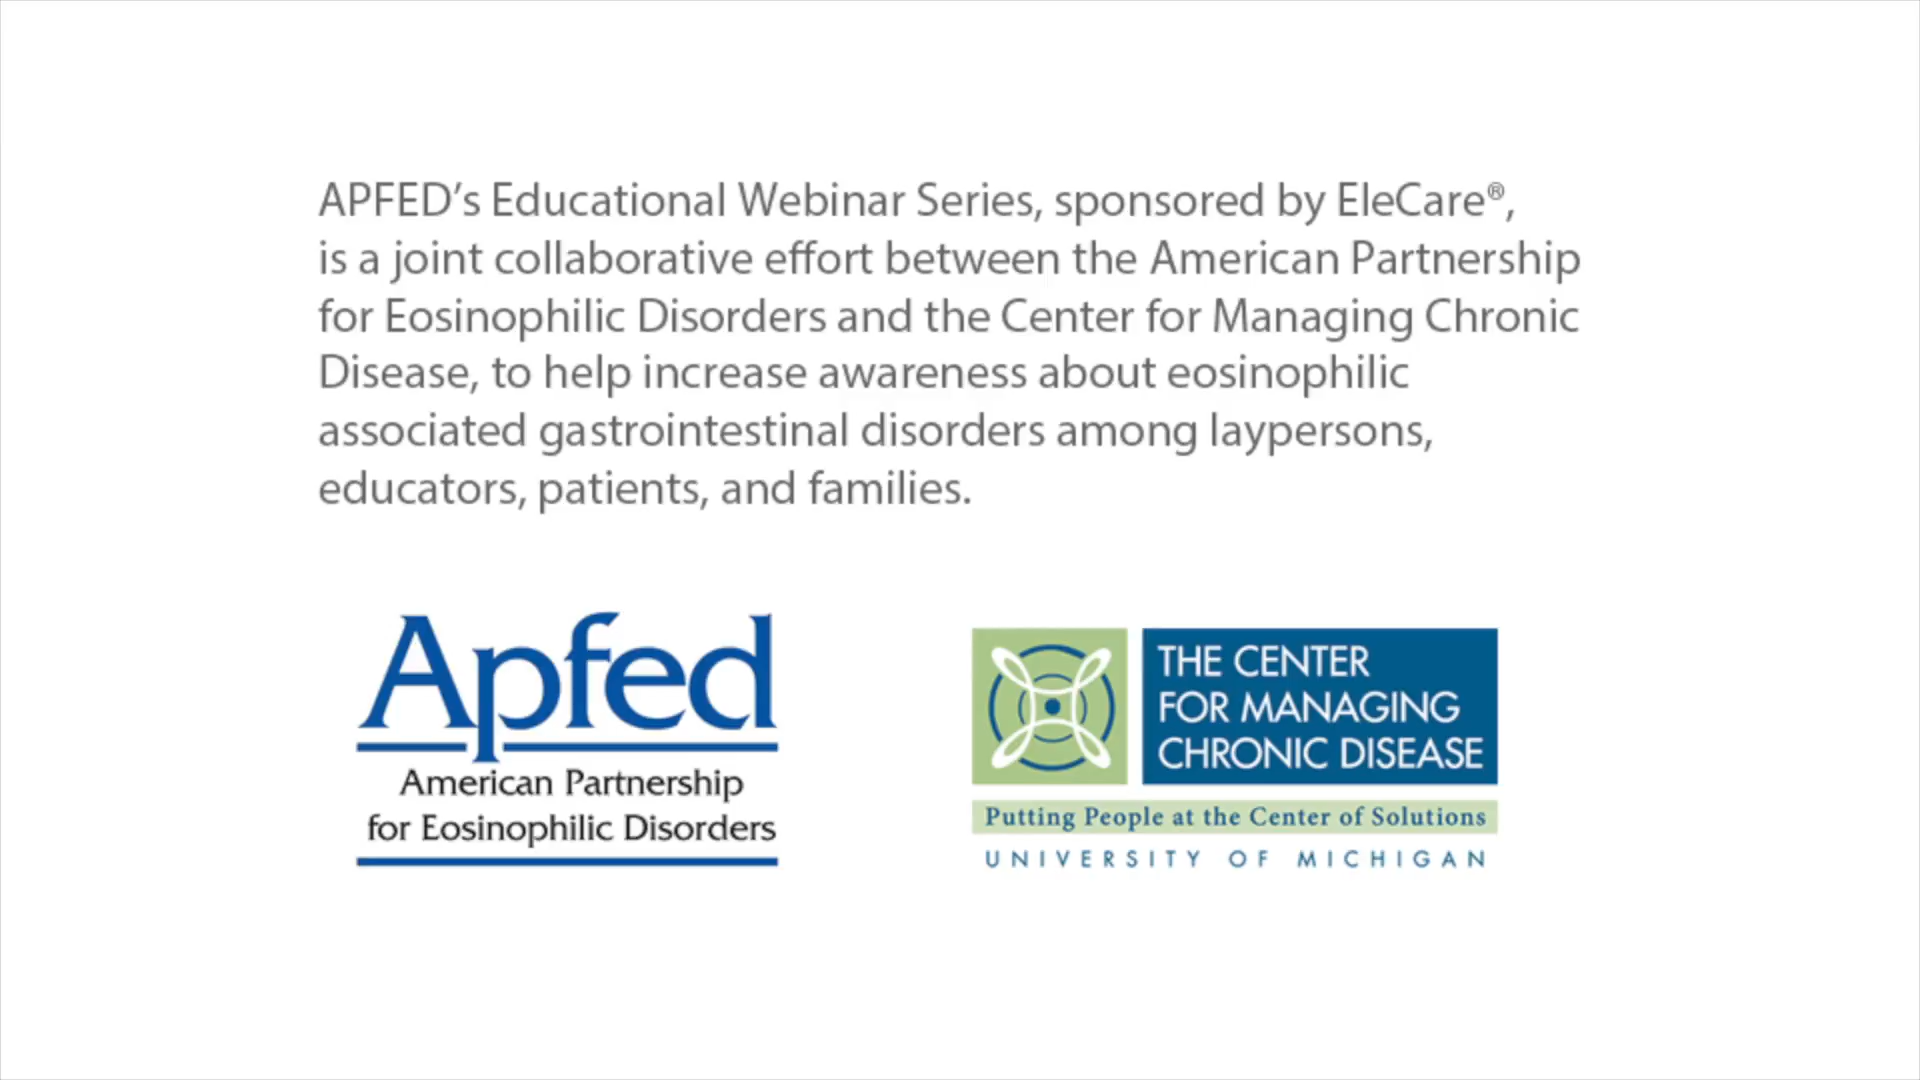 APFED’s Educational Webinar Series, sponsored by EleCare®,
is a joint collaborative effort between the American Partnership
for Eosinophilic Disorders and the Center for Managing Chronic
Disease, to help increase awareness about eosinophilic
associated gastrointestinal disorders among laypersons,
educators, patients, and families.
Apfed
American Partnership
for Eosinophilic Disorders
THE CENTER
FOR MANAGING
CHRONIC DISEASE
Putting People at the Center of Solutions
UNIVERSITY OF MICHIGAN